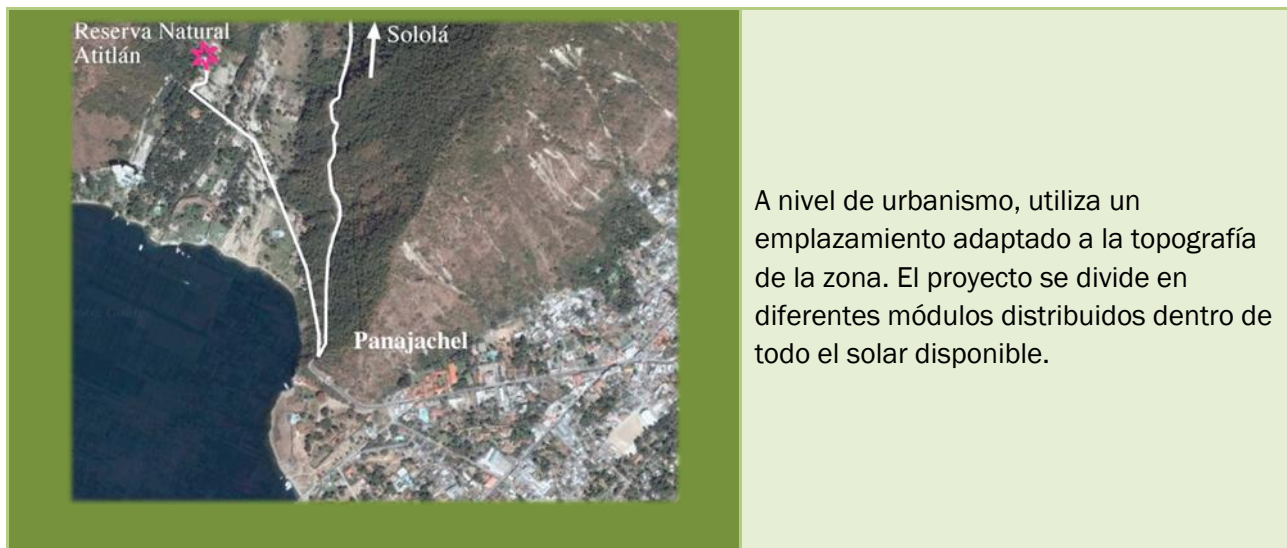 Reserva Natural
Atitlán
Sololá
Panajachel
A nivel de urbanismo, utiliza un
emplazamiento adaptado a la topografía
de la zona. El proyecto se divide en
diferentes módulos distribuidos dentro de
todo el solar disponible.